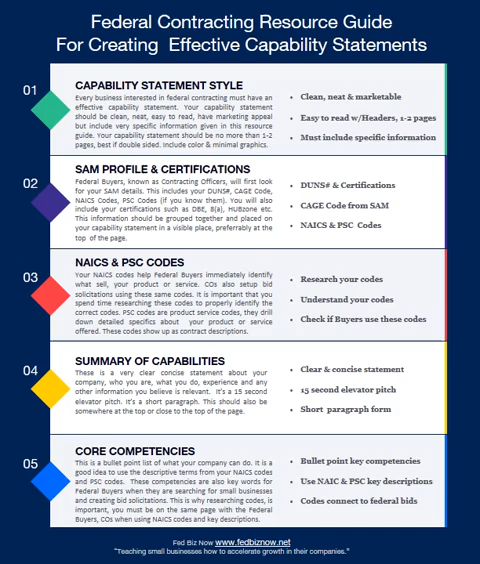 Federal Contracting Resource Guide
For Creating Effective Capability Statements
01
CAPABILITY STATEMENT STYLE
Every business interested in federal contracting must have an
effective capability statement. Your capability statement
should be clean, neat, easy to read, have marketing appeal
but include very specific information given in this resource
guide. Your capability statement should be no more than 1-2
pages, best if double sided. Include color & minimal graphics.
• Clean, neat & marketable
• Easy to read w/Headers, 1-2 pages
• Must include specific information
02
SAM PROFILE & CERTIFICATIONS
Federal Buyers, known as Contracting Officers, will first look
for your SAM details. This includes your DUNS#, CAGE Code,
NAICS Codes, PSC Codes (if you know them). You will also
include your certifications such as DBE, 8(a), HUBzone etc.
This information should be grouped together and placed on
your capability statement in a visible place, preferably at the
top of the page.
• DUNS# & Certifications
• CAGE Code from SAM
• NAICS & PSC Codes
03
NAICS & PSC CODES
Your NAICS codes help Federal Buyers immediately identify
what sell, your product or service. COs also setup bid
solicitations using these same codes. It is important that you
spend time researching these codes to properly identify the
correct codes. PSC codes are product service codes, they drill
down detailed specifics about your product or service
offered. These codes show up as contract descriptions.
• Research your codes
• Understand your codes
• Check if Buyers use these codes
04
SUMMARY OF CAPABILITIES
These is a very clear concise statement about your
company, who you are, what you do, experience and any
other information you believe is relevant. It's a 15 second
elevator pitch. It's a short paragraph. This should also be
somewhere at the top or close to the top of the page.
• Clear & concise statement
• 15 second elevator pitch
• Short paragraph form
05
CORE COMPETENCIES
This is a bullet point list of what your company can do. It is a
good idea to use the descriptive terms from your NAICS codes
and PSC codes. These competencies are also key words for
Federal Buyers when they are searching for small businesses
and creating bid solicitations. This is why researching codes, is
important, you must be on the same page with the Federal
Buyers, COs when using NAICS codes and key descriptions.
• Bullet point key competencies
• Use NAIC & PSC key descriptions
• Codes connect to federal bids
Fed Biz Now www.fedbiznow.net
"Teaching small businesses how to accelerate growth in their companies."